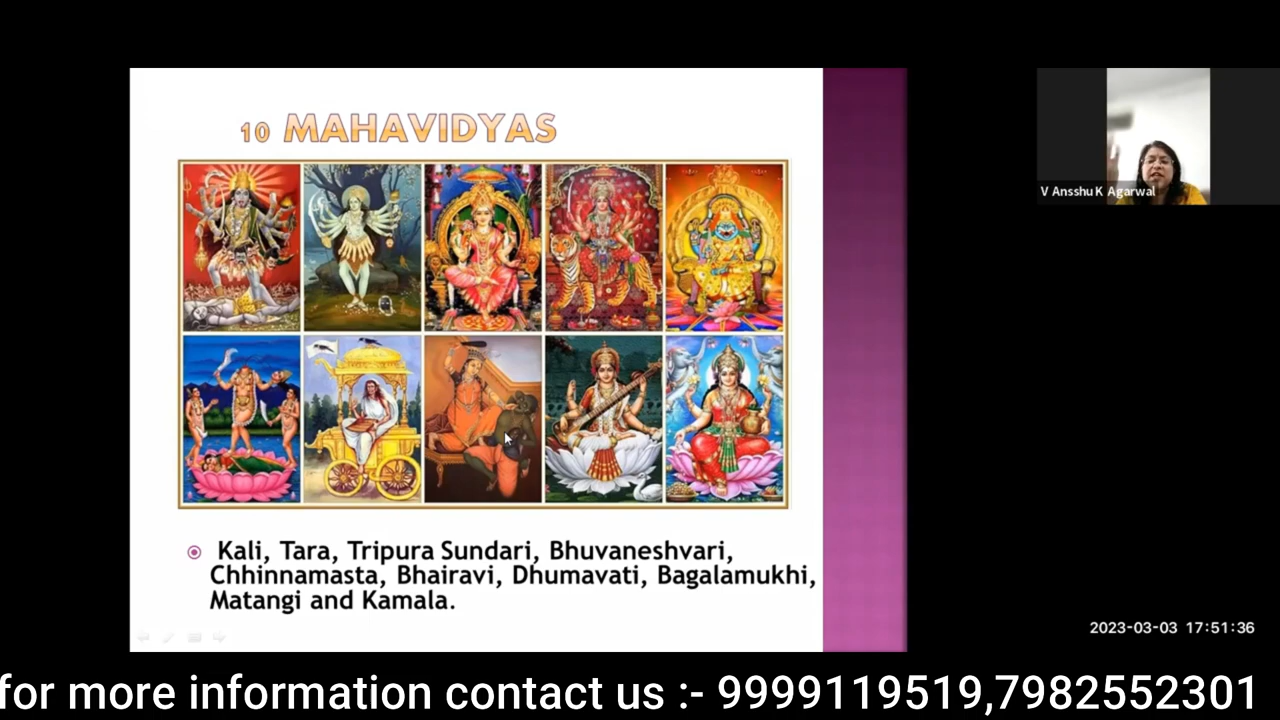 10 MAHAVIDYAS
Kali, Tara, Tripura Sundari, Bhuvaneshvari,
Chhinnamasta, Bhairavi, Dhumavati, Bagalamukhi,
Matangi and Kamala.
V Ansshu K Agarwal
2023-03-03 17:51:36
for more information contact us :- 9999119519,7982552301